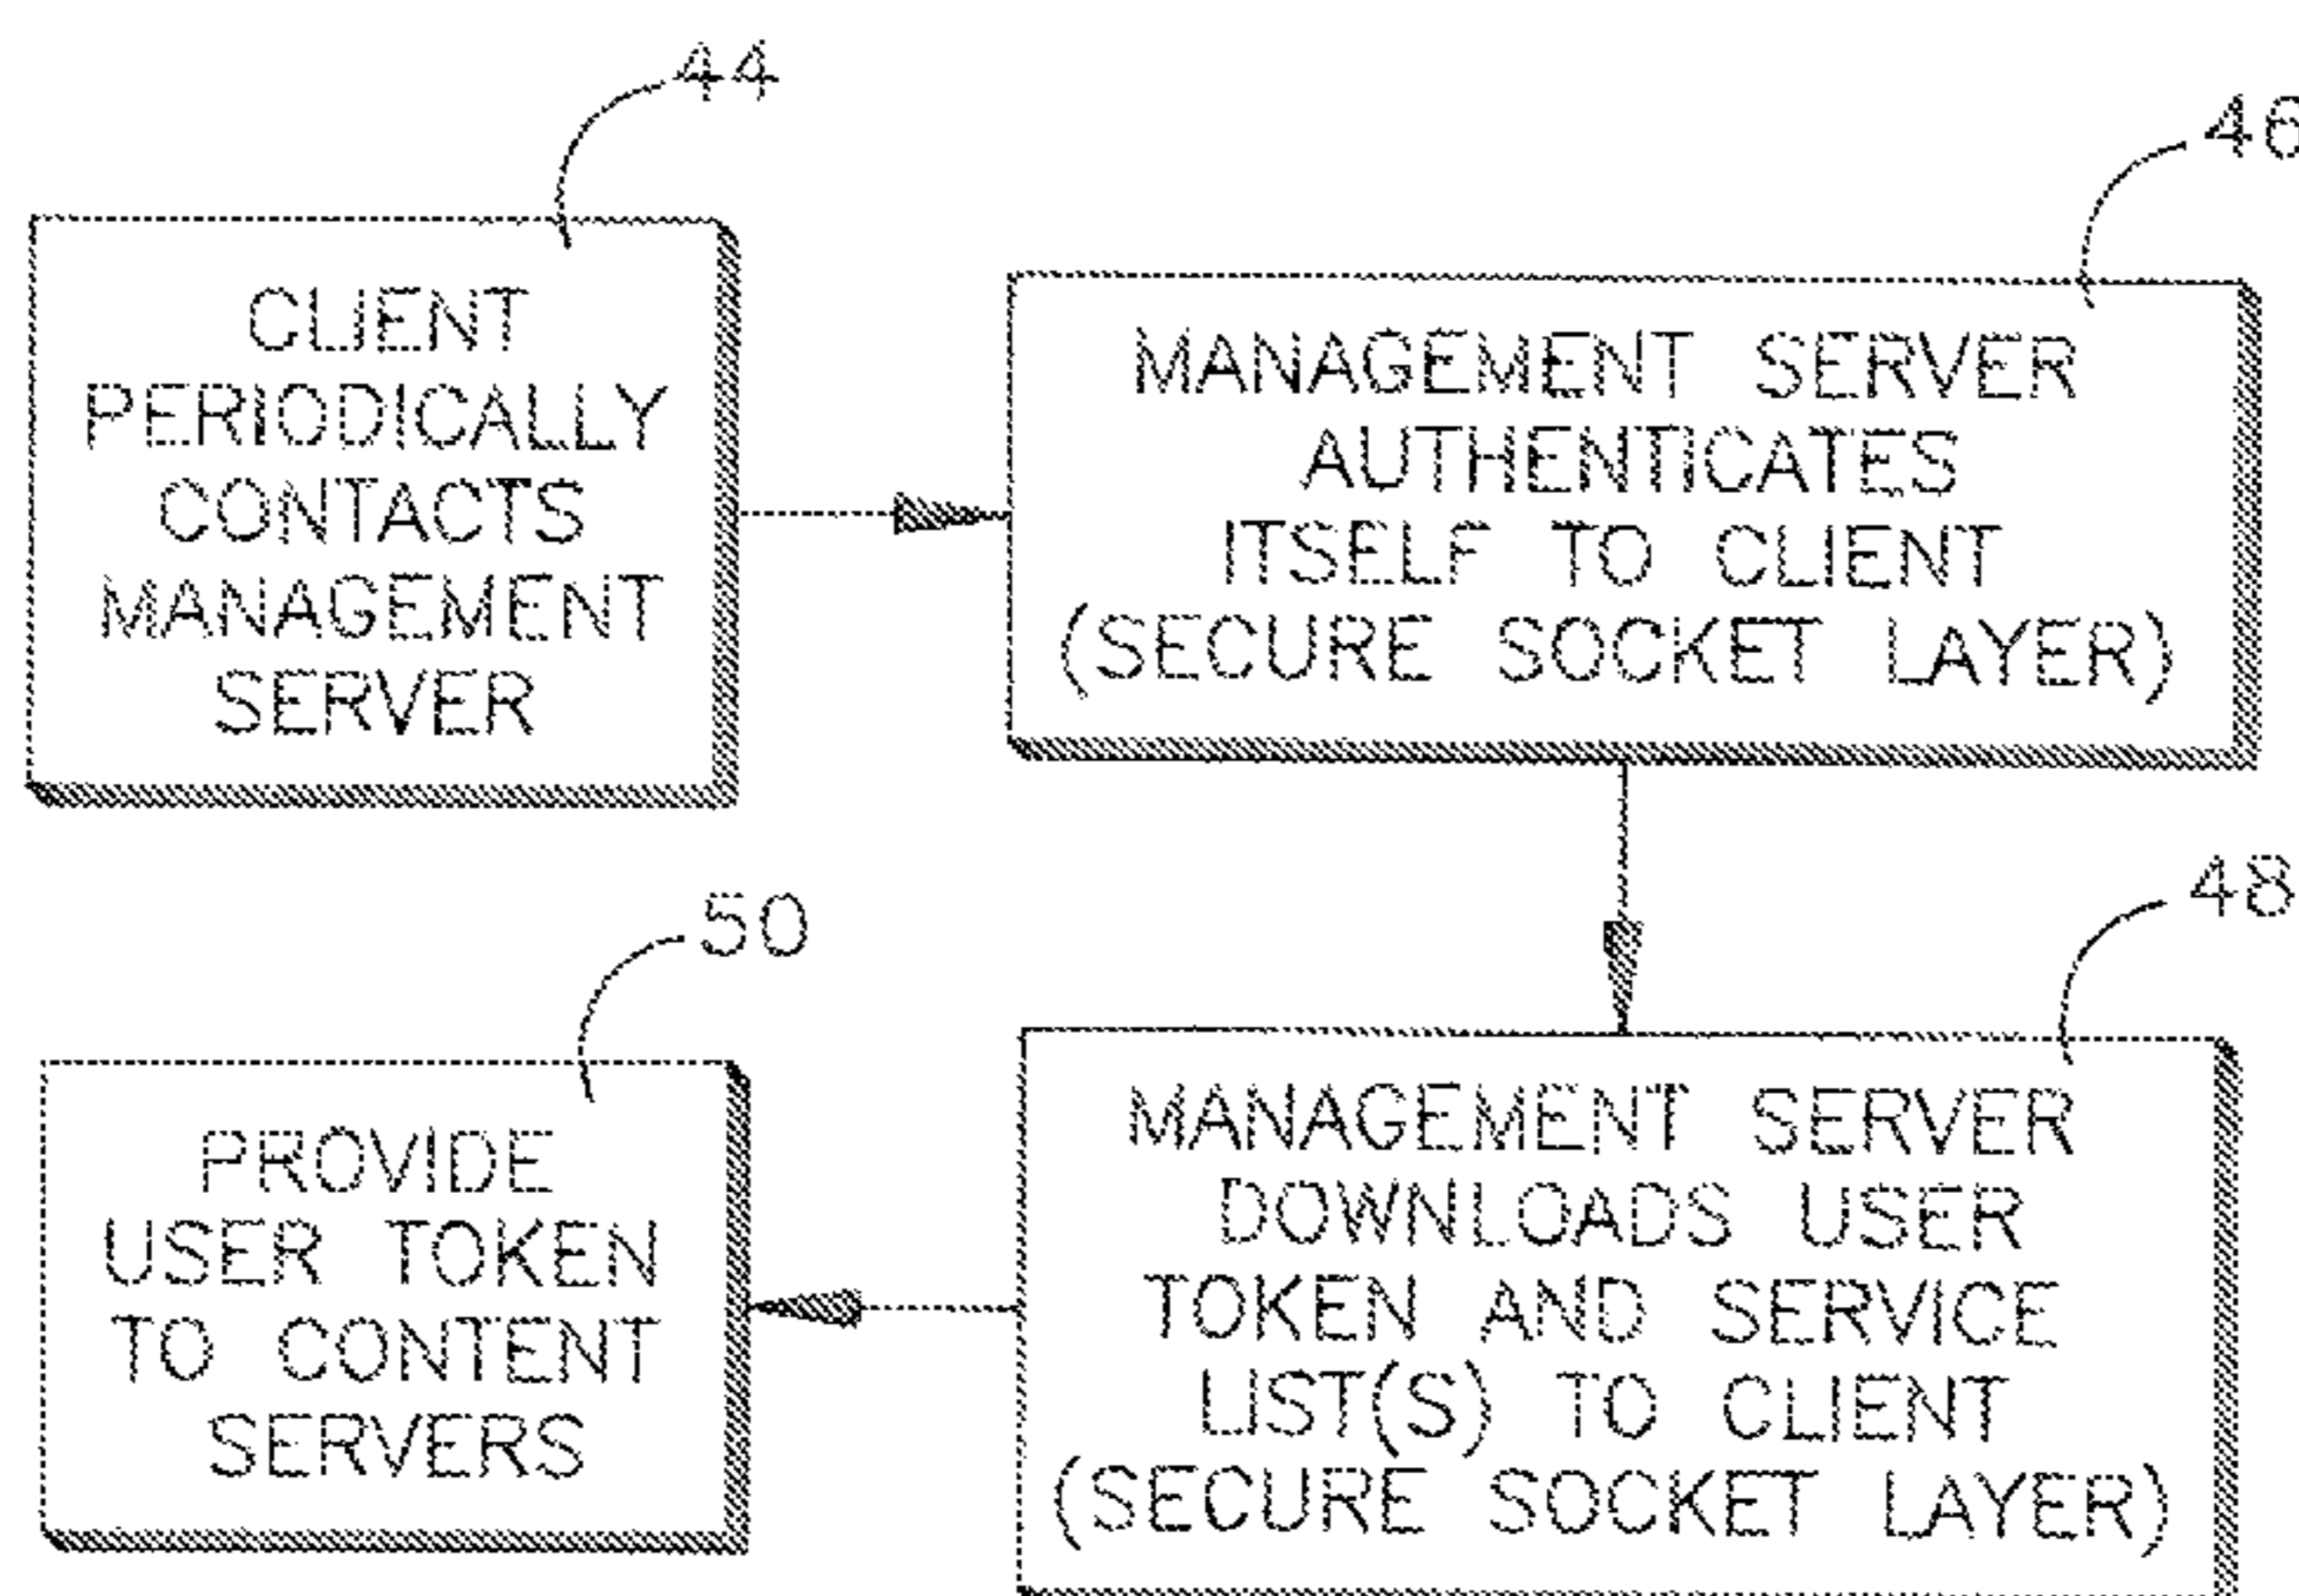 44
CLIENT
PERIODICALLY
CONTACTS
MANAGEMENT
SERVER
46
MANAGEMENT SERVER
AUTHENTICATES
ITSELF TO CLIENT
(SECURE SOCKET LAYER)
48
MANAGEMENT SERVER
DOWNLOADS USER
TOKEN AND SERVICE
LIST(S) TO CLIENT
(SECURE SOCKET LAYER)
50
PROVIDE
USER TOKEN
TO CONTENT
SERVERS